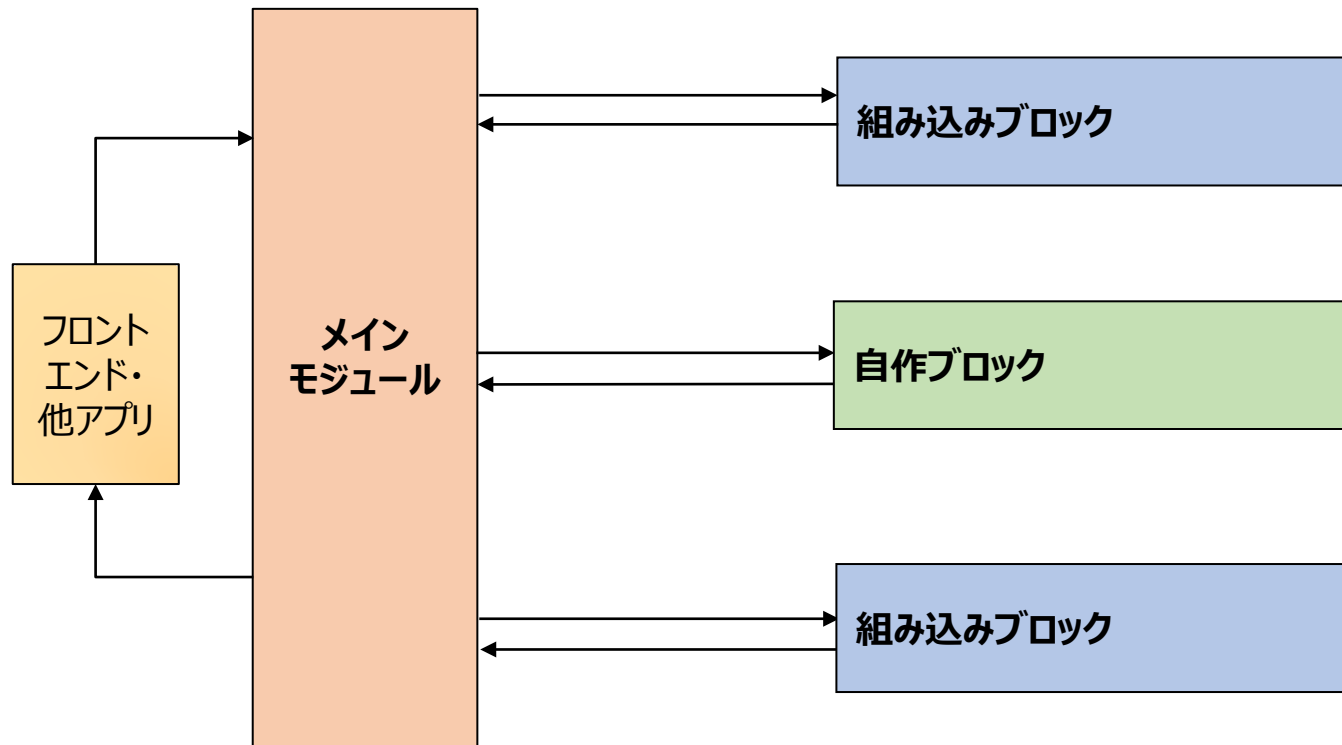 組み込みブロック
フロント
エンド・
他アプリ
メイン
モジュール
自作ブロック
組み込みブロック